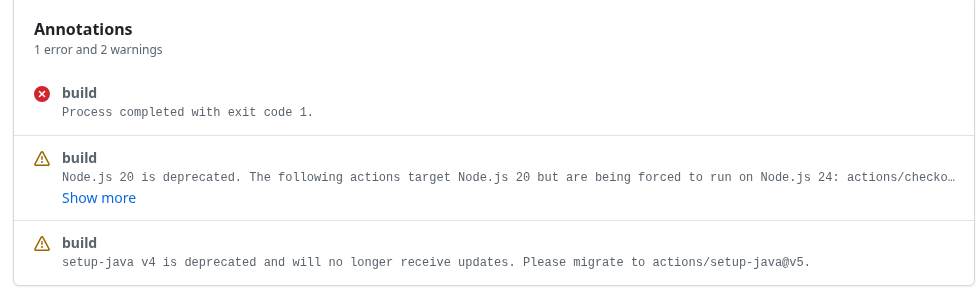 Annotations
1 error and 2 warnings
build
Process completed with exit code 1.
build
Node.js 20 is deprecated. The following actions target Node.js 20 but are being forced to run on Node.js 24: actions/checko…
Show more
build
setup-java v4 is deprecated and will no longer receive updates. Please migrate to actions/setup-java@v5.